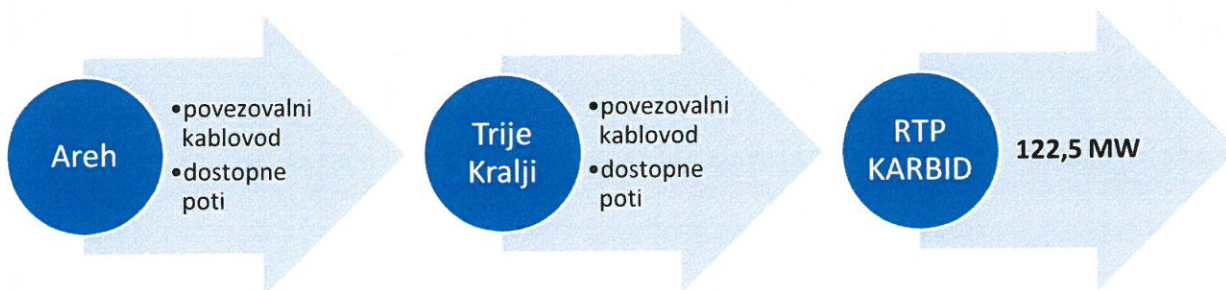 Areh
•povezovalni
kablovod
•dostopne
poti
Trije
Kralji
•povezovalni
kablovod
•dostopne
poti
RTP
KARBID
122,5 MW